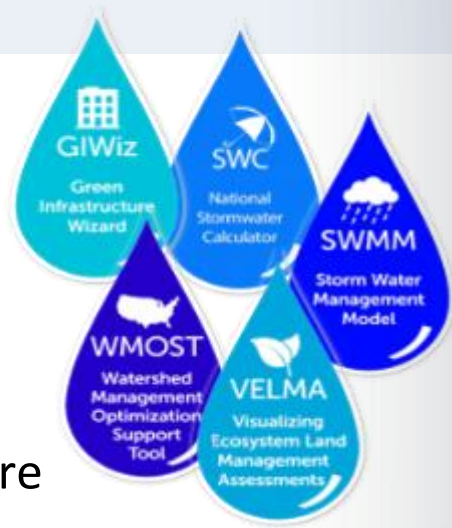 GIWiz
Green
Infrastructure
Wizard
SWC
National
Stormwater
Calculator
SWMM
Storm Water
Management
Model
WMOST
Watershed
Management
Optimization
Support
Tool
VELMA
Visualizing
Ecosystem Land
Management
Assessments
re